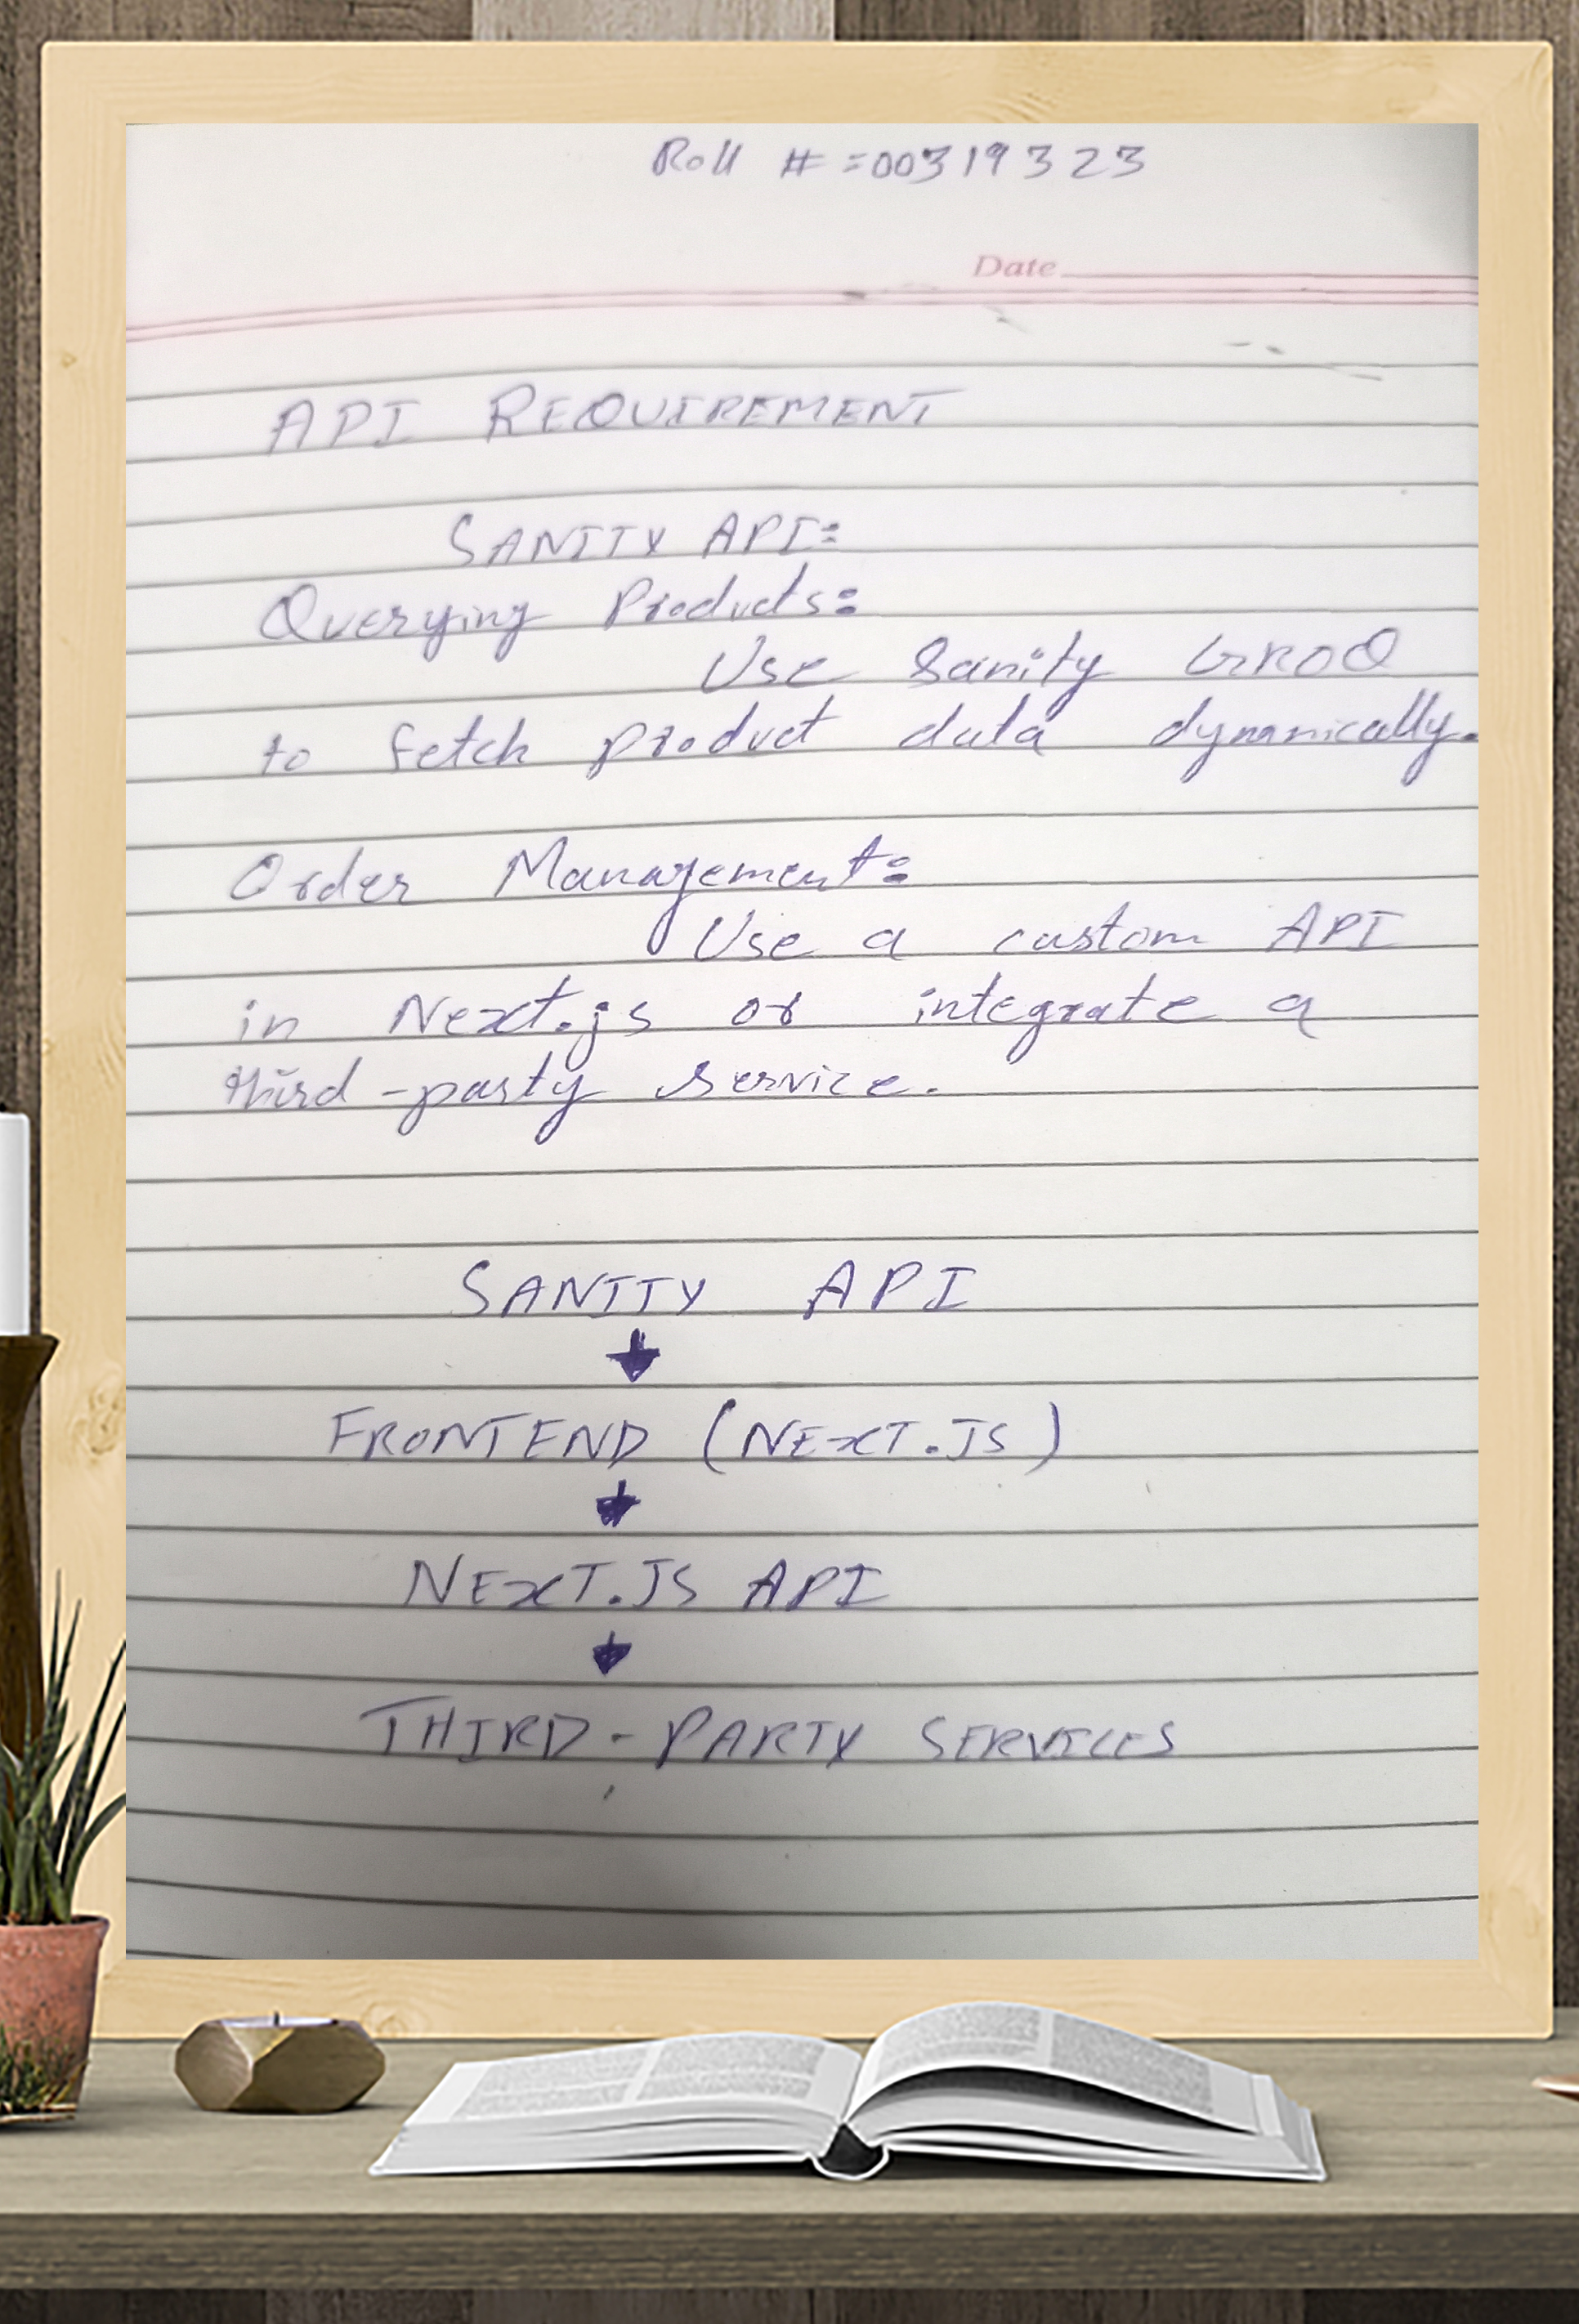 Roll # =00319323
Date
API REQUIREMENT
SANITY API:
Querying Products:
Use Sanity GROQ
to fetch product data dynamically.
Order Management:
Use a custom API
in Next.js or integrate a
third-party service.
SANITY API
FRONTEND (NEXT.JS)
NEXT.JS API
THIRD-PARTY SERVICES